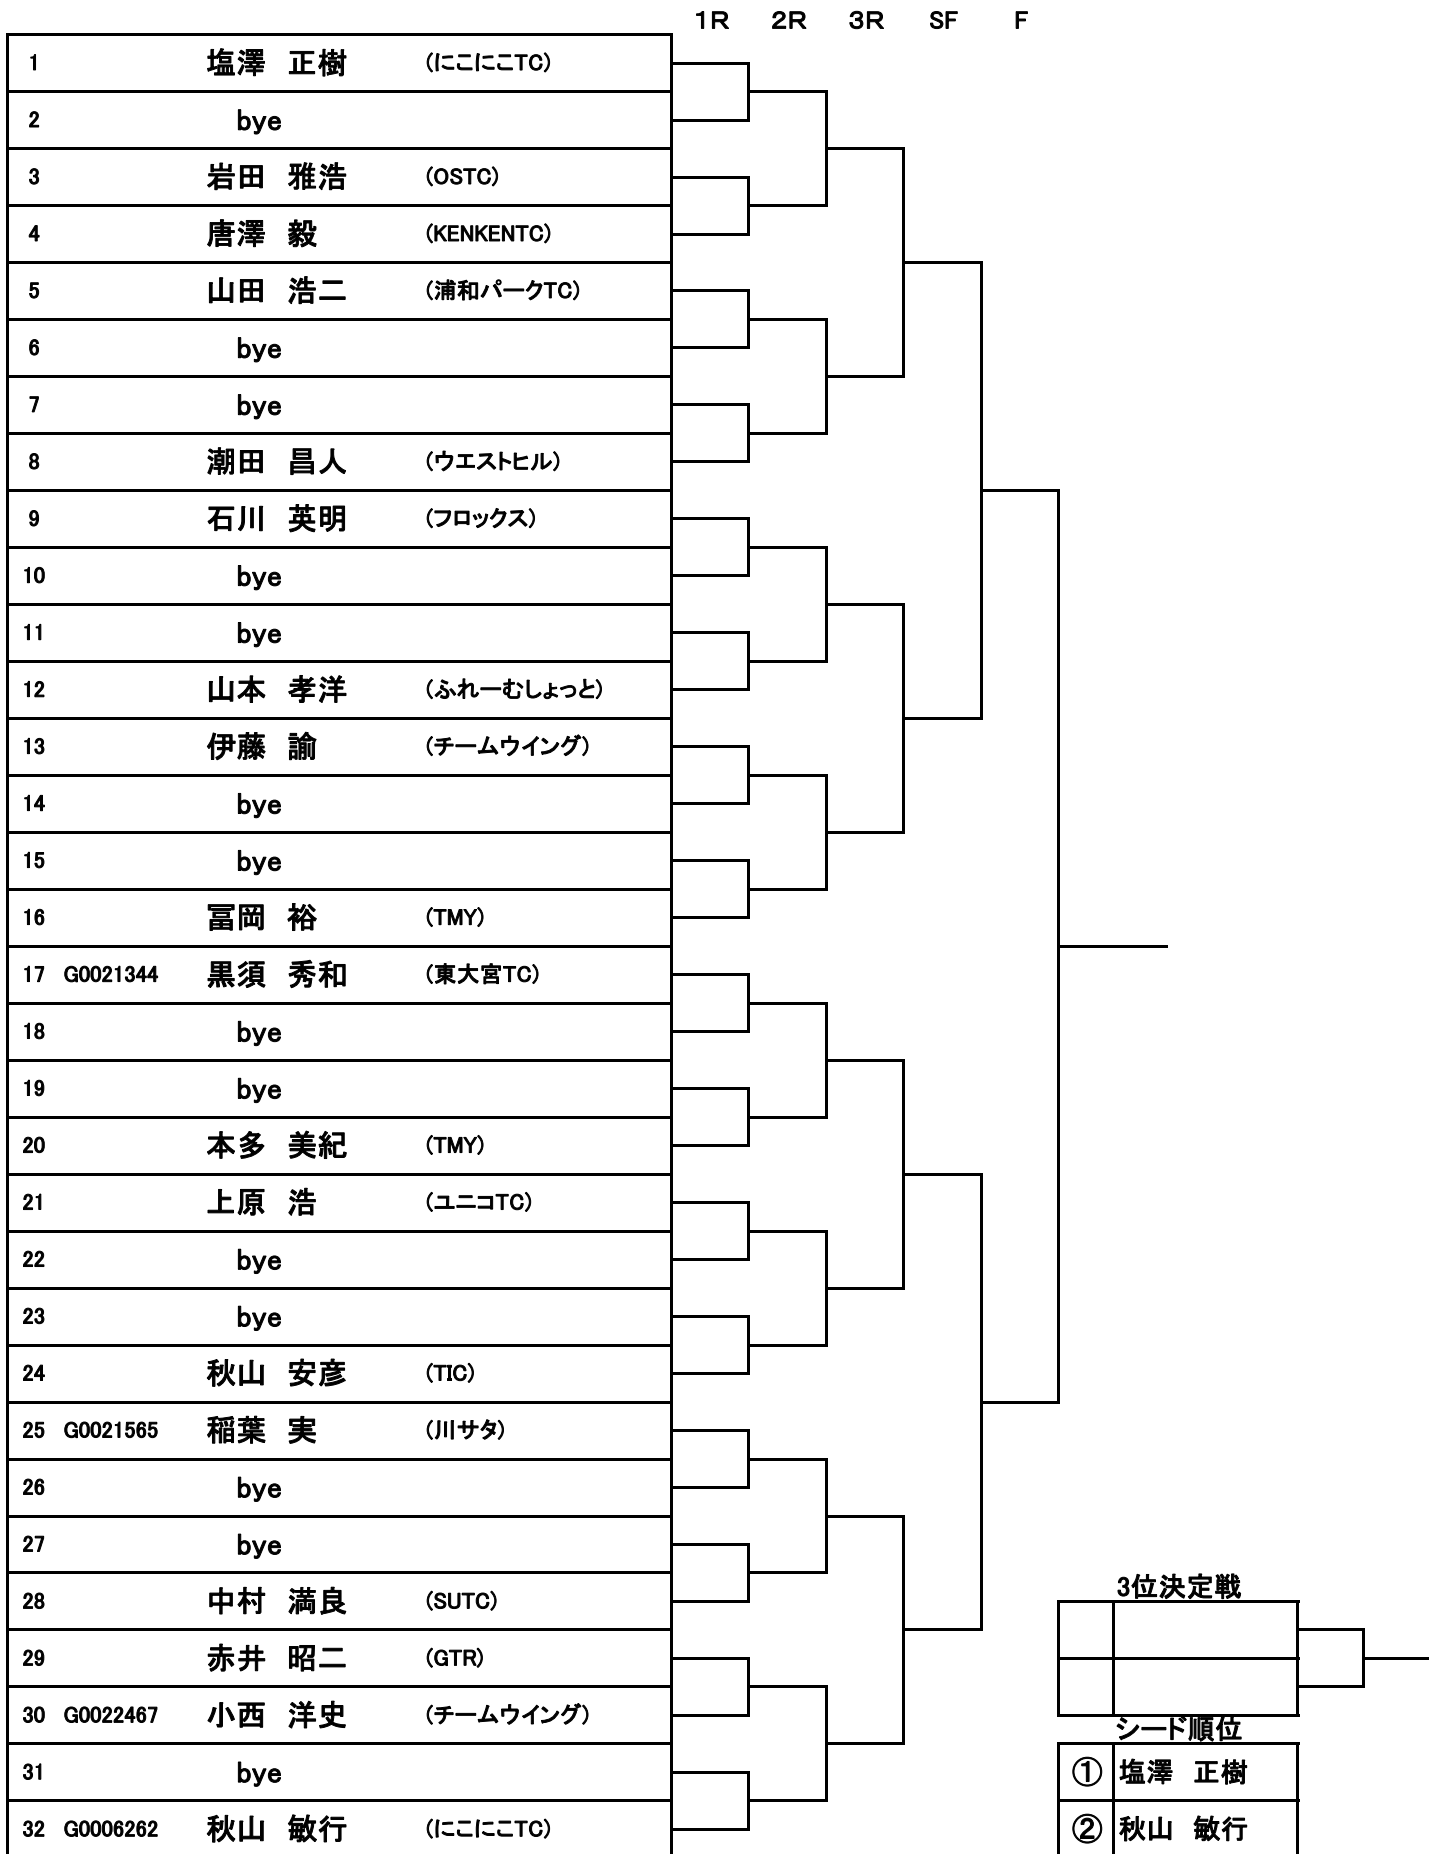 1R 2R 3R SF F
1 塩澤 正樹 (にこにこTC)
2 bye
3 岩田 雅浩 (OSTC)
4 唐澤 毅 (KENKENTC)
5 山田 浩二 (浦和パークTC)
6 bye
7 bye
8 潮田 昌人 (ウエストヒル)
9 石川 英明 (フロックス)
10 bye
11 bye
12 山本 孝洋 (ふれーむしょっと)
13 伊藤 諭 (チームウイング)
14 bye
15 bye
16 冨岡 裕 (TMY)
17 G0021344 黒須 秀和 (東大宮TC)
18 bye
19 bye
20 本多 美紀 (TMY)
21 上原 浩 (ユニコTC)
22 bye
23 bye
24 秋山 安彦 (TIC)
25 G0021565 稲葉 実 (川サタ)
26 bye
27 bye
28 中村 満良 (SUTC)
29 赤井 昭二 (GTR)
30 G0022467 小西 洋史 (チームウイング)
31 bye
32 G0006262 秋山 敏行 (にこにこTC)
3位決定戦
シード順位
① 塩澤 正樹
② 秋山 敏行